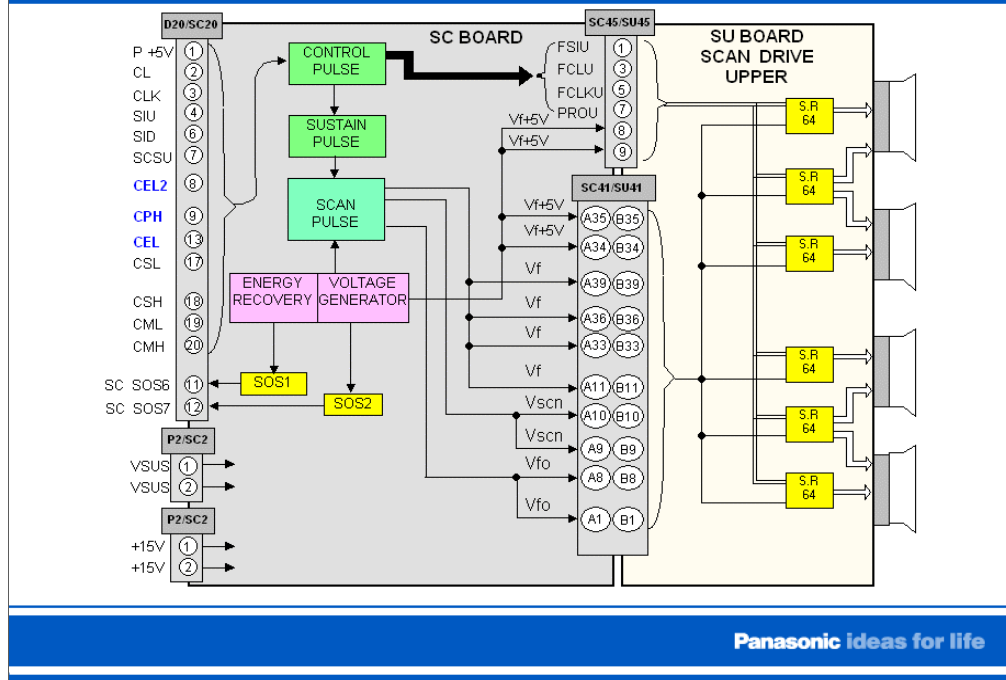 D20/SC20
P +5V 1
CL 2
CLK 3
SIU 4
SID 6
SCSU 7
CEL2 8
CPH 9
CEL 13
CSL 17
CSH 18
CML 19
CMH 20
SC SOS6 11
SC SOS7 12
P2/SC2
VSUS 1
VSUS 2
P2/SC2
+15V 1
+15V 2
SC BOARD
CONTROL
PULSE
SUSTAIN
PULSE
SCAN
PULSE
ENERGY
RECOVERY
VOLTAGE
GENERATOR
SOS1
SOS2
SC45/SU45
FSIU 1
FCLU 3
FCLKU 5
PROU 7
Vf+5V 8
Vf+5V 9
SC41/SU41
Vf+5V A35 B35
Vf+5V A34 B34
Vf A39 B39
Vf A36 B36
Vf A33 B33
Vf A11 B11
Vscn A10 B10
Vscn A9 B9
Vfo A8 B8
Vfo A1 B1
SU BOARD
SCAN DRIVE
UPPER
S.R
64
S.R
64
S.R
64
S.R
64
S.R
64
S.R
64
Panasonic ideas for life